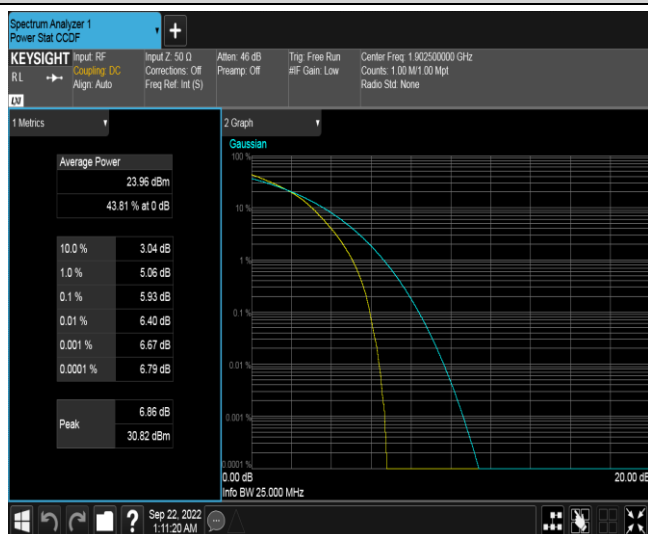 Spectrum Analyzer 1
Power Stat CCDF
+
KEYSIGHT
RL
LXI
Input: RF
Coupling: DC
Align: Auto
Input Z: 50 Ω
Corrections: Off
Freq Ref: Int (S)
Atten: 46 dB
Preamp: Off
Trig: Free Run
#IF Gain: Low
Center Freq: 1.902500000 GHz
Counts: 1.00 M/1.00 Mpt
Radio Std: None
1 Metrics
Average Power
23.96 dBm
43.81 % at 0 dB
10.0 % 3.04 dB
1.0 % 5.06 dB
0.1 % 5.93 dB
0.01 % 6.40 dB
0.001 % 6.67 dB
0.0001 % 6.79 dB
Peak
6.86 dB
30.82 dBm
2 Graph
Gaussian
100 %
10 %
1 %
0.1 %
0.01 %
0.001 %
0.0001 %
0.00 dB
20.00 dB
Info BW 25.000 MHz
?
Sep 22, 2022
1:11:20 AM